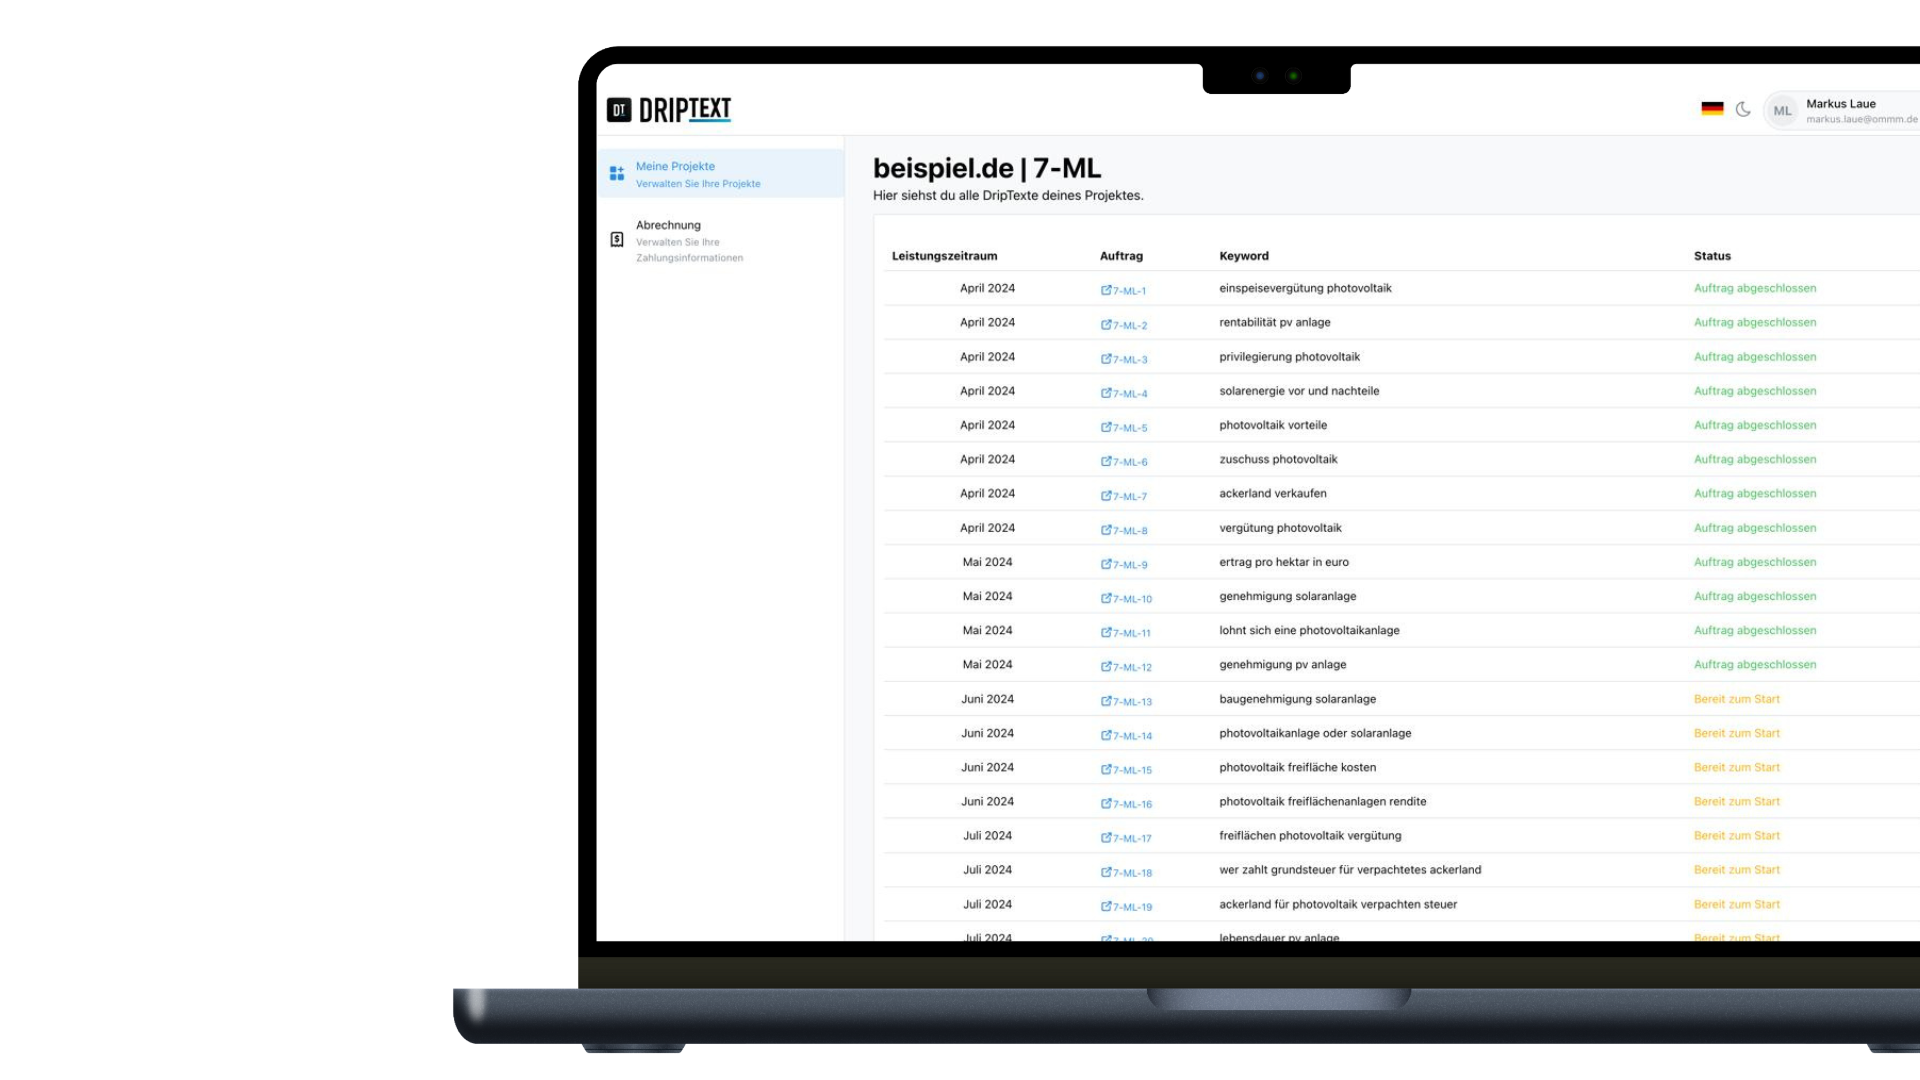 DT DRIPTEXT
ML Markus Laue
markus.laue@ommm.de
Meine Projekte
Verwalten Sie Ihre Projekte
Abrechnung
Verwalten Sie Ihre
Zahlungsinformationen
beispiel.de | 7-ML
Hier siehst du alle DripTexte deines Projektes.
Leistungszeitraum Auftrag Keyword Status
April 2024 7-ML-1 einspeisevergütung photovoltaik Auftrag abgeschlossen
April 2024 7-ML-2 rentabilität pv anlage Auftrag abgeschlossen
April 2024 7-ML-3 privilegierung photovoltaik Auftrag abgeschlossen
April 2024 7-ML-4 solarenergie vor und nachteile Auftrag abgeschlossen
April 2024 7-ML-5 photovoltaik vorteile Auftrag abgeschlossen
April 2024 7-ML-6 zuschuss photovoltaik Auftrag abgeschlossen
April 2024 7-ML-7 ackerland verkaufen Auftrag abgeschlossen
April 2024 7-ML-8 vergütung photovoltaik Auftrag abgeschlossen
Mai 2024 7-ML-9 ertrag pro hektar in euro Auftrag abgeschlossen
Mai 2024 7-ML-10 genehmigung solaranlage Auftrag abgeschlossen
Mai 2024 7-ML-11 lohnt sich eine photovoltaikanlage Auftrag abgeschlossen
Mai 2024 7-ML-12 genehmigung pv anlage Auftrag abgeschlossen
Juni 2024 7-ML-13 baugenehmigung solaranlage Bereit zum Start
Juni 2024 7-ML-14 photovoltaikanlage oder solaranlage Bereit zum Start
Juni 2024 7-ML-15 photovoltaik freifläche kosten Bereit zum Start
Juni 2024 7-ML-16 photovoltaik freiflächenanlagen rendite Bereit zum Start
Juli 2024 7-ML-17 freiflächen photovoltaik vergütung Bereit zum Start
Juli 2024 7-ML-18 wer zahlt grundsteuer für verpachtetes ackerland Bereit zum Start
Juli 2024 7-ML-19 ackerland für photovoltaik verpachten steuer Bereit zum Start
Juli 2024 7-ML-20 lebensdauer pv anlage Bereit zum Start